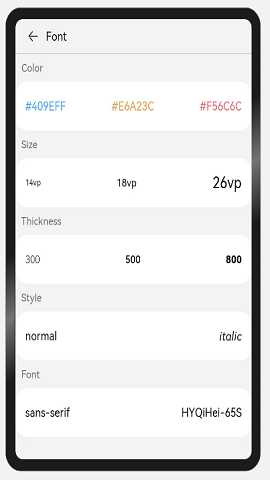 ← Font
Color
#409EFF #E6A23C #F56C6C
Size
14vp 18vp 26vp
Thickness
300 500 800
Style
normal italic
Font
sans-serif HYQiHei-65S